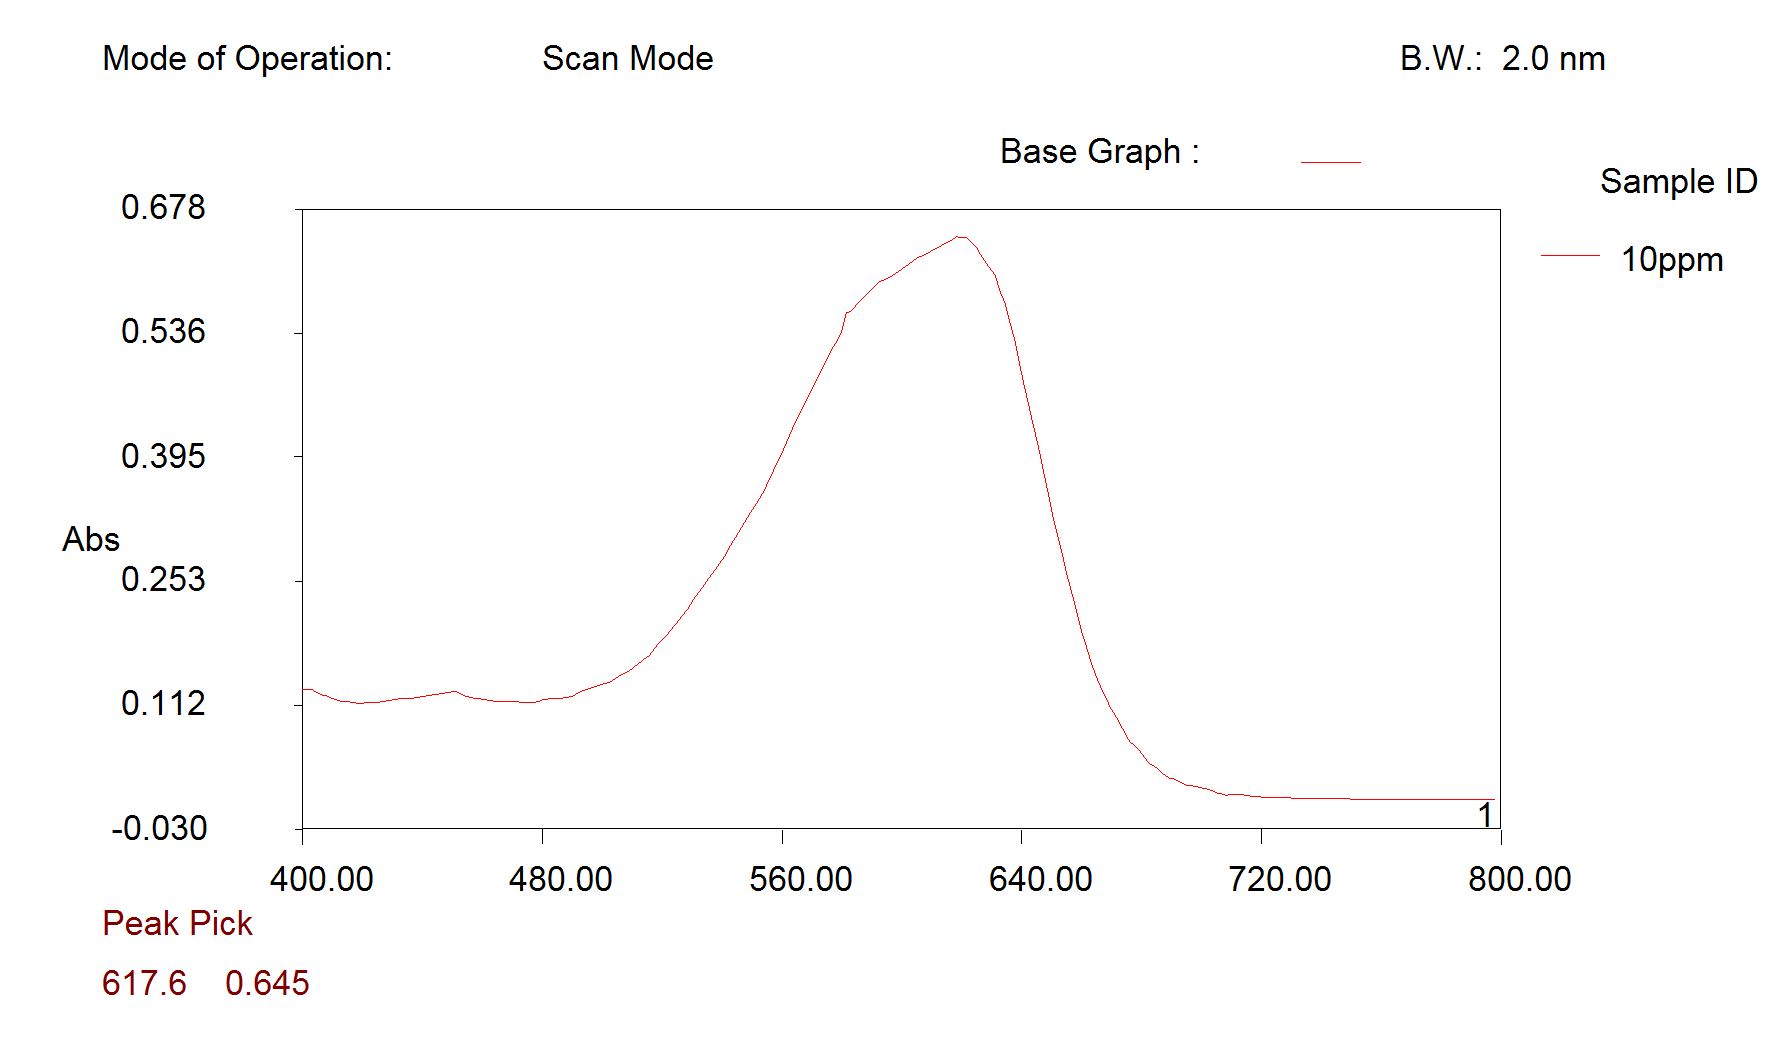 Mode of Operation: Scan Mode B.W.: 2.0 nm
Base Graph :
Sample ID
10ppm
0.678
0.536
0.395
Abs
0.253
0.112
-0.030
1
400.00 480.00 560.00 640.00 720.00 800.00
Peak Pick
617.6 0.645